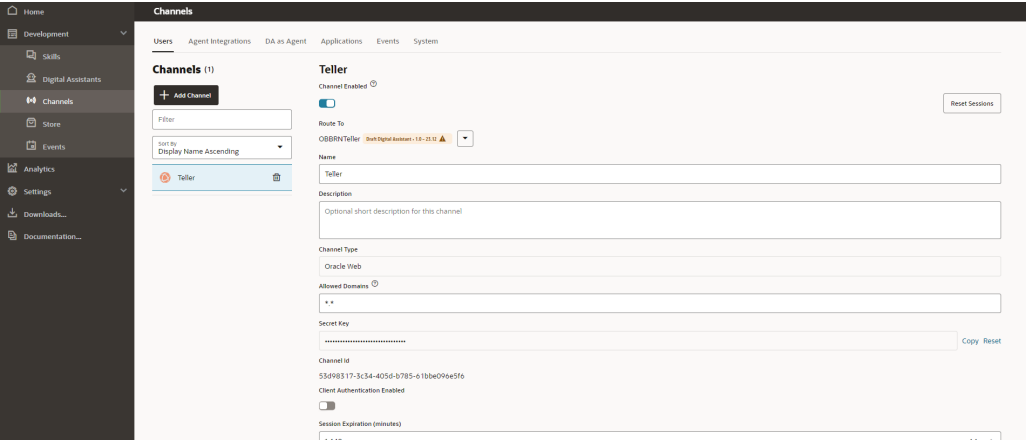 Home
Development
Skills
Digital Assistants
Channels
Store
Events
Analytics
Settings
Downloads...
Documentation...
Channels
Users Agent Integrations DA as Agent Applications Events System
Channels (1)
+ Add Channel
Filter
Sort By
Display Name Ascending
Teller
Teller
Channel Enabled
Reset Sessions
Route To
OBBRNTeller Draft Digital Assistant • 1.0 - 23.12
Name
Teller
Description
Optional short description for this channel
Channel Type
Oracle Web
Allowed Domains
*.*
Secret Key
Copy Reset
Channel Id
53d98317-3c34-405d-b785-61bbe096e5f6
Client Authentication Enabled
Session Expiration (minutes)